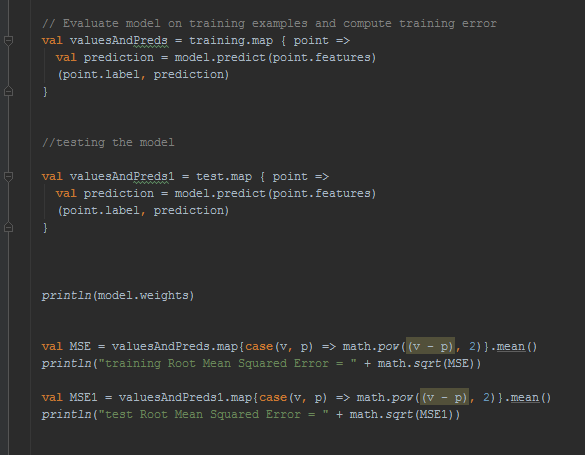 // Evaluate model on training examples and compute training error
val valuesAndPreds = training.map { point =>
val prediction = model.predict(point.features)
(point.label, prediction)
}
//testing the model
val valuesAndPreds1 = test.map { point =>
val prediction = model.predict(point.features)
(point.label, prediction)
}
println(model.weights)
val MSE = valuesAndPreds.map{case(v, p) => math.pow((v - p), 2)}.mean()
println("training Root Mean Squared Error = " + math.sqrt(MSE))
val MSE1 = valuesAndPreds1.map{case(v, p) => math.pow((v - p), 2)}.mean()
println("test Root Mean Squared Error = " + math.sqrt(MSE1))